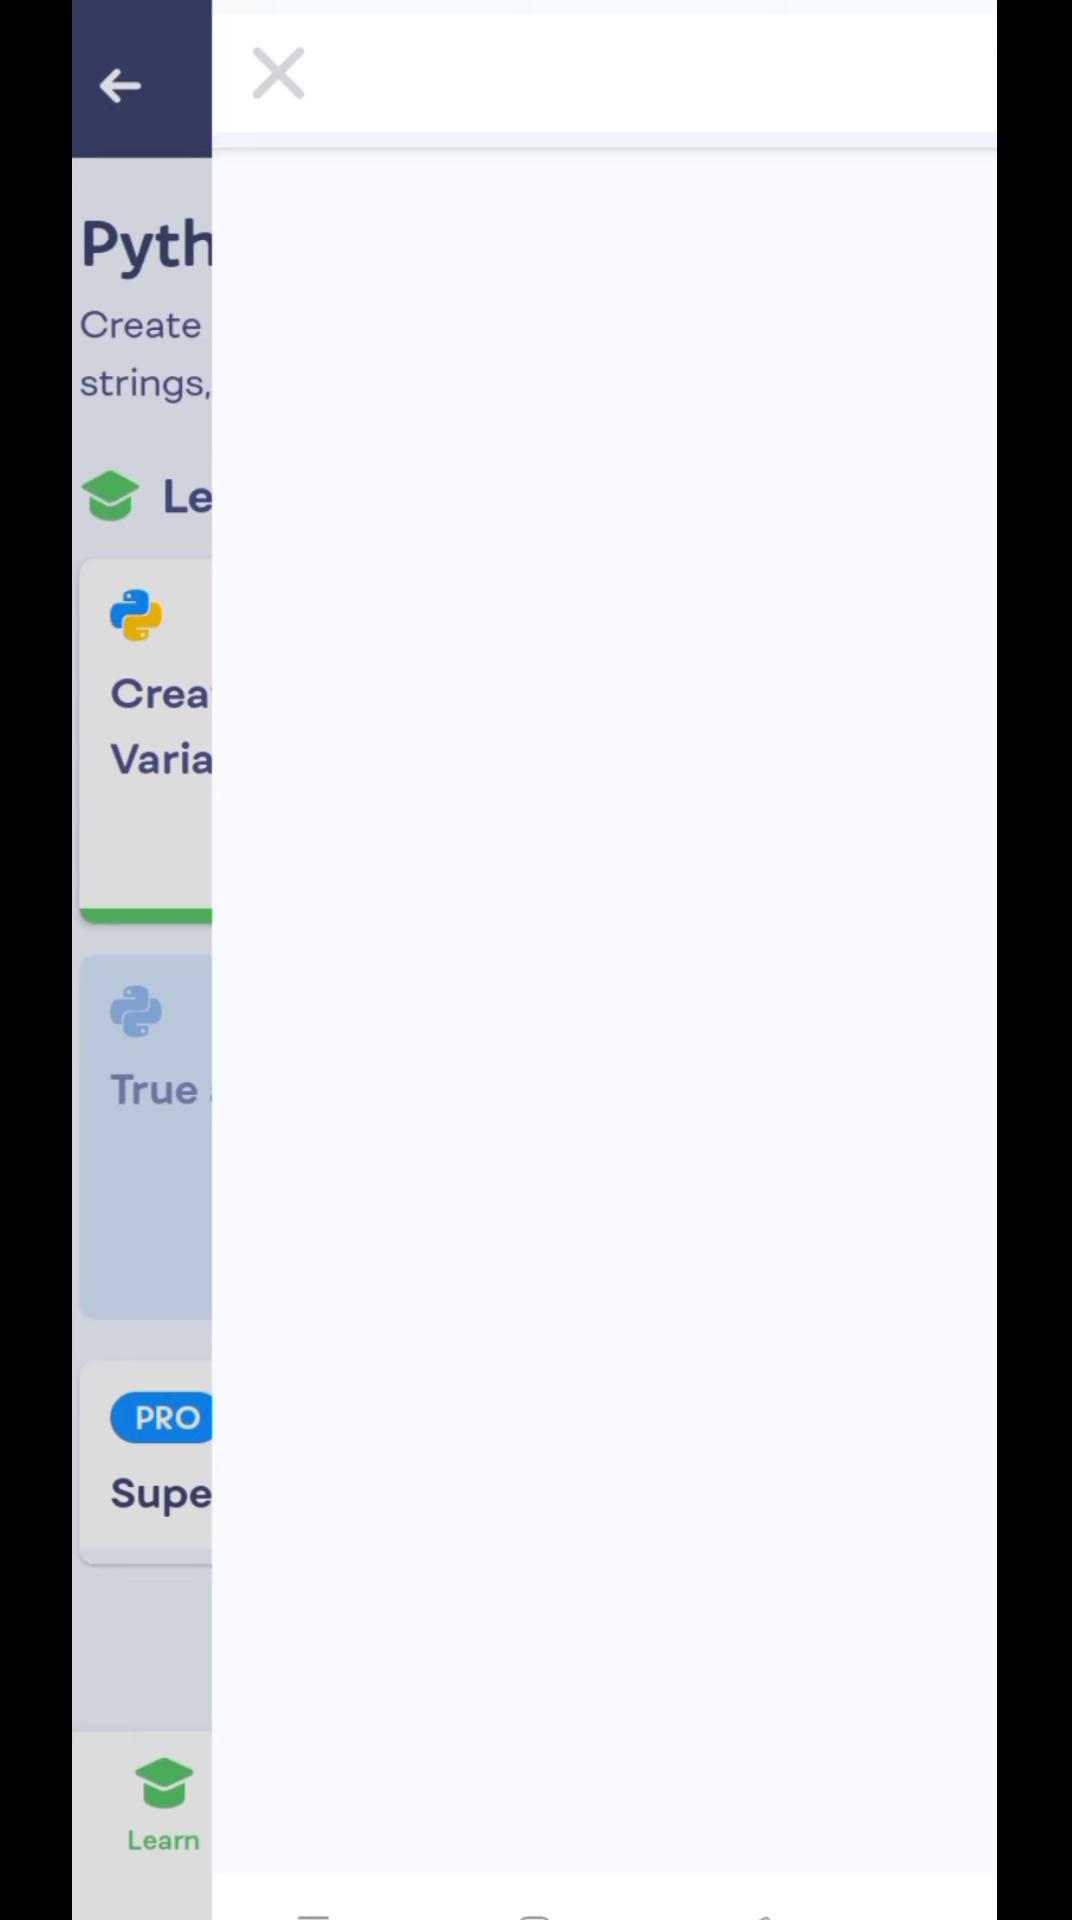 Pyth
Create
strings,
Le
Crea
Varia
True
PRO
Supe
Learn